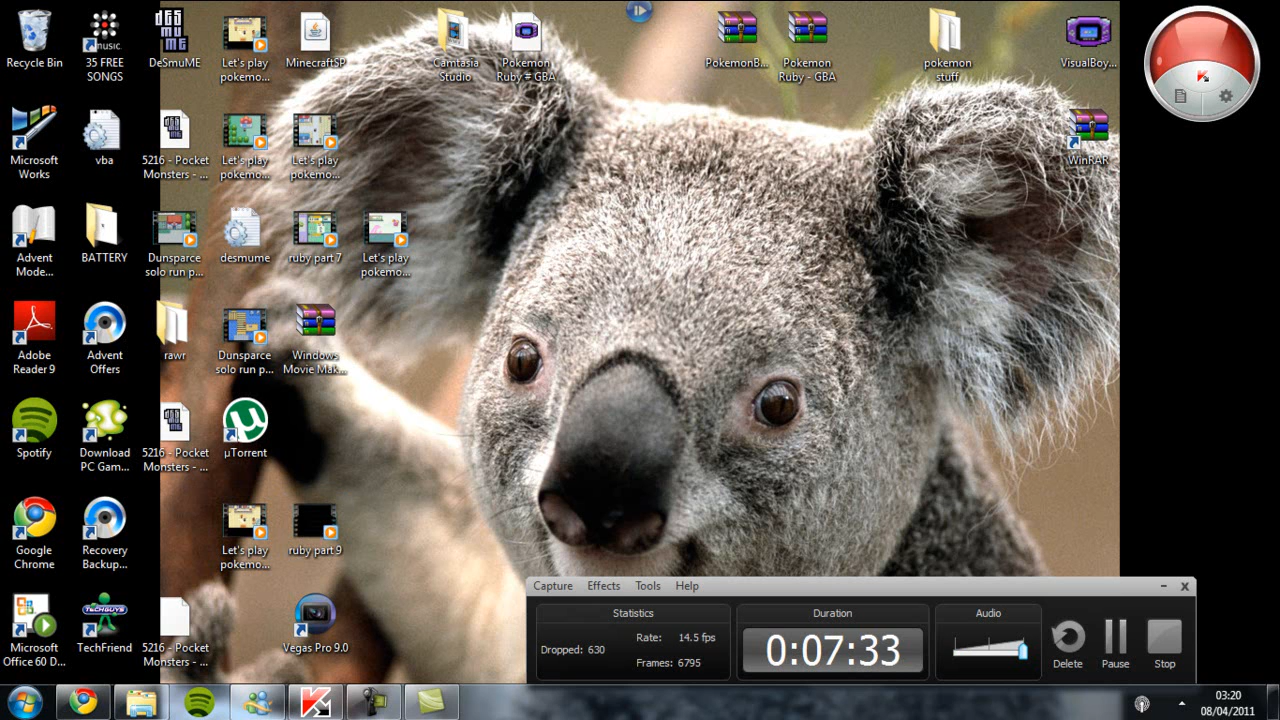 Recycle Bin
music
35 FREE
SONGS
DeSmuME
Let's play
pokemo...
MinecraftSP
Camtasia
Studio
Pokemon
Ruby # GBA
PokemonB...
Pokemon
Ruby - GBA
pokemon
stuff
VisualBoy...
Microsoft
Works
vba
5216 - Pocket
Monsters - ...
Let's play
pokemo...
Let's play
pokemo...
WinRAR
Advent
Mode...
BATTERY
Dunsparce
solo run p...
desmume
ruby part 7
Let's play
pokemo...
Adobe
Reader 9
Advent
Offers
rawr
Dunsparce
solo run p...
Windows
Movie Mak...
Spotify
Download
PC Gam...
5216 - Pocket
Monsters - ...
µTorrent
Google
Chrome
Recovery
Backup...
Let's play
pokemo...
ruby part 9
Microsoft
Office 60 D...
TECHGUYS
TechFriend
5216 - Pocket
Monsters - ...
Vegas Pro 9.0
Capture Effects Tools Help
Statistics
Duration
Audio
Rate: 14.5 fps
Dropped: 630
Frames: 6795
0:07:33
Delete
Pause
Stop
03:20
08/04/2011